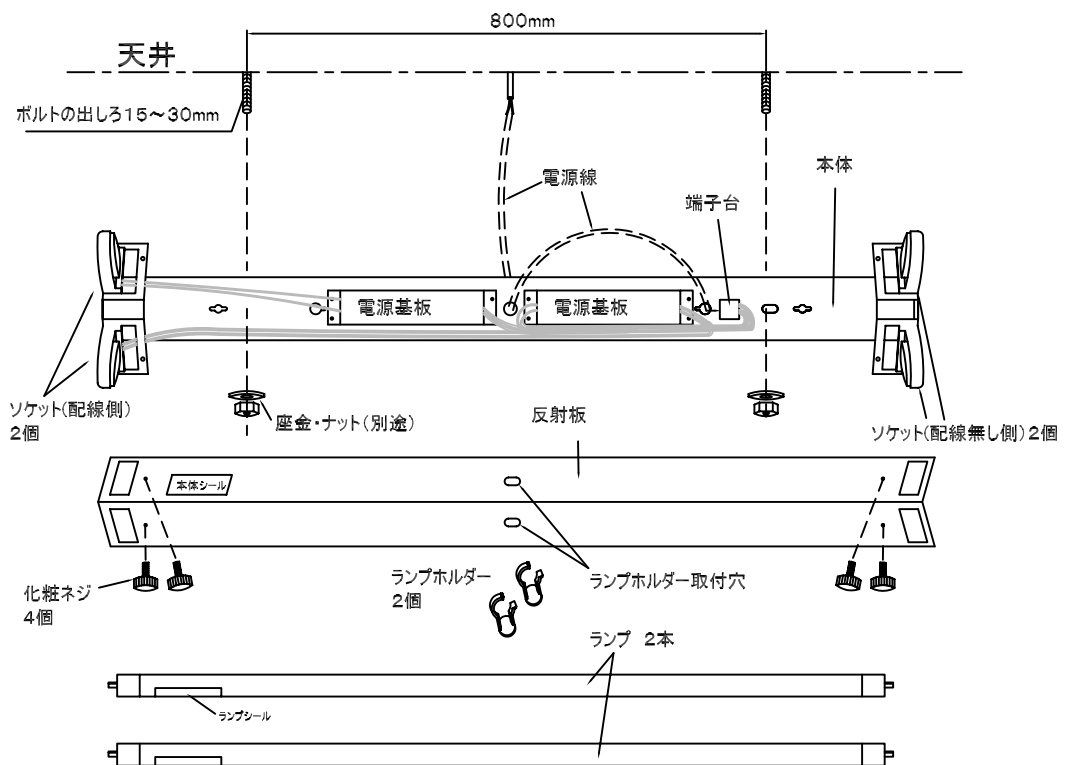 800mm
天井
ボルトの出しろ15～30mm
電源線
本体
端子台
電源基板
電源基板
ソケット(配線側)
2個
座金・ナット(別途)
反射板
ソケット(配線無し側)2個
本体シール
化粧ネジ
4個
ランプホルダー
2個
ランプホルダー取付穴
ランプ 2本
ランプシール